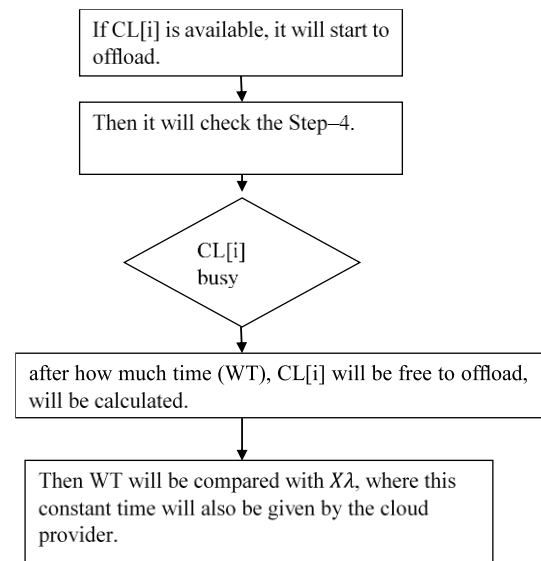 If CL[i] is available, it will start to
offload.
Then it will check the Step–4.
CL[i]
busy
after how much time (WT), CL[i] will be free to offload,
will be calculated.
Then WT will be compared with Xλ, where this
constant time will also be given by the cloud
provider.